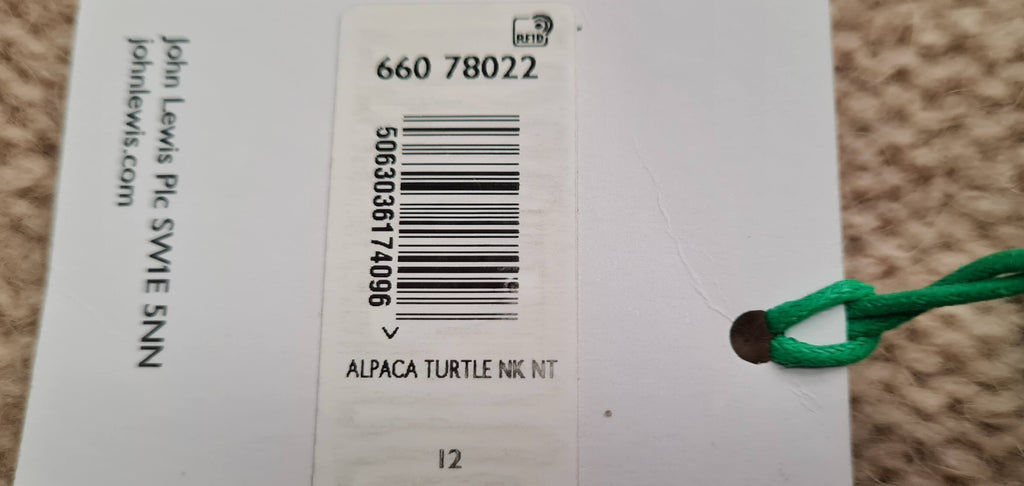 John Lewis Plc SW1E 5NN
johnlewis.com
RFID
660 78022
5063036174096 >
ALPACA TURTLE NK NT
12